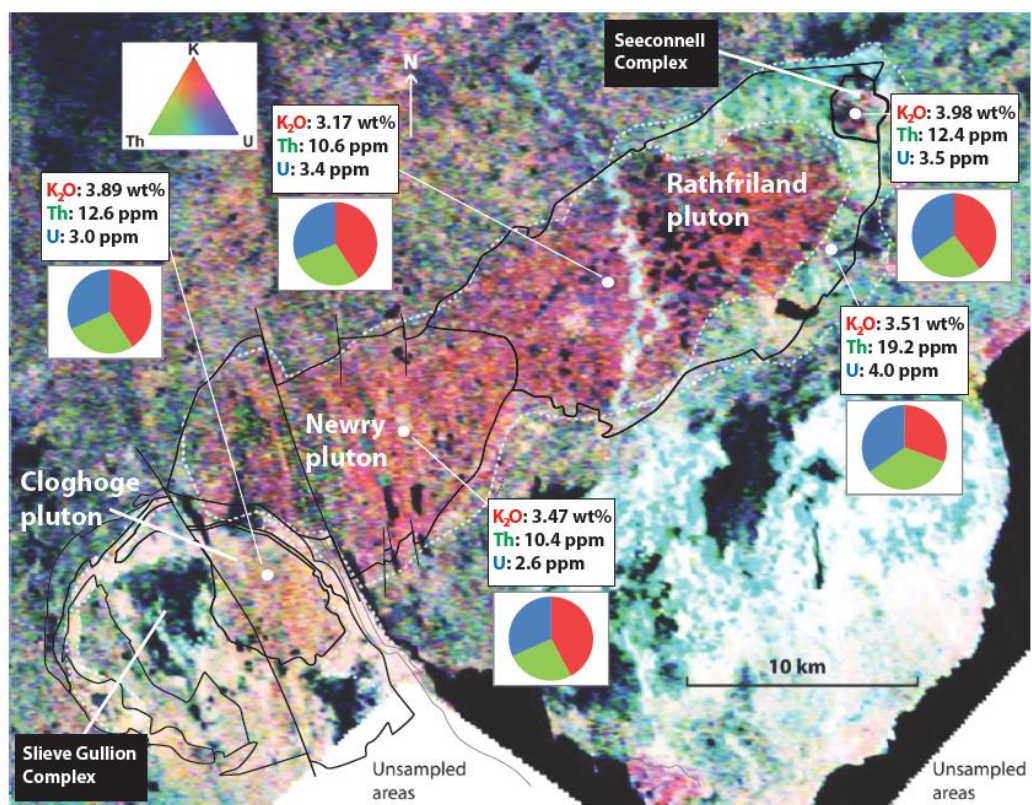 K
Th
U
N
Seeconnell
Complex
K₂O: 3.17 wt%
Th: 10.6 ppm
U: 3.4 ppm
K₂O: 3.98 wt%
Th: 12.4 ppm
U: 3.5 ppm
K₂O: 3.89 wt%
Th: 12.6 ppm
U: 3.0 ppm
Rathfriland
pluton
K₂O: 3.51 wt%
Th: 19.2 ppm
U: 4.0 ppm
Newry
pluton
Cloghoge
pluton
K₂O: 3.47 wt%
Th: 10.4 ppm
U: 2.6 ppm
10 km
Slieve Gullion
Complex
Unsampled
areas
Unsampled
areas